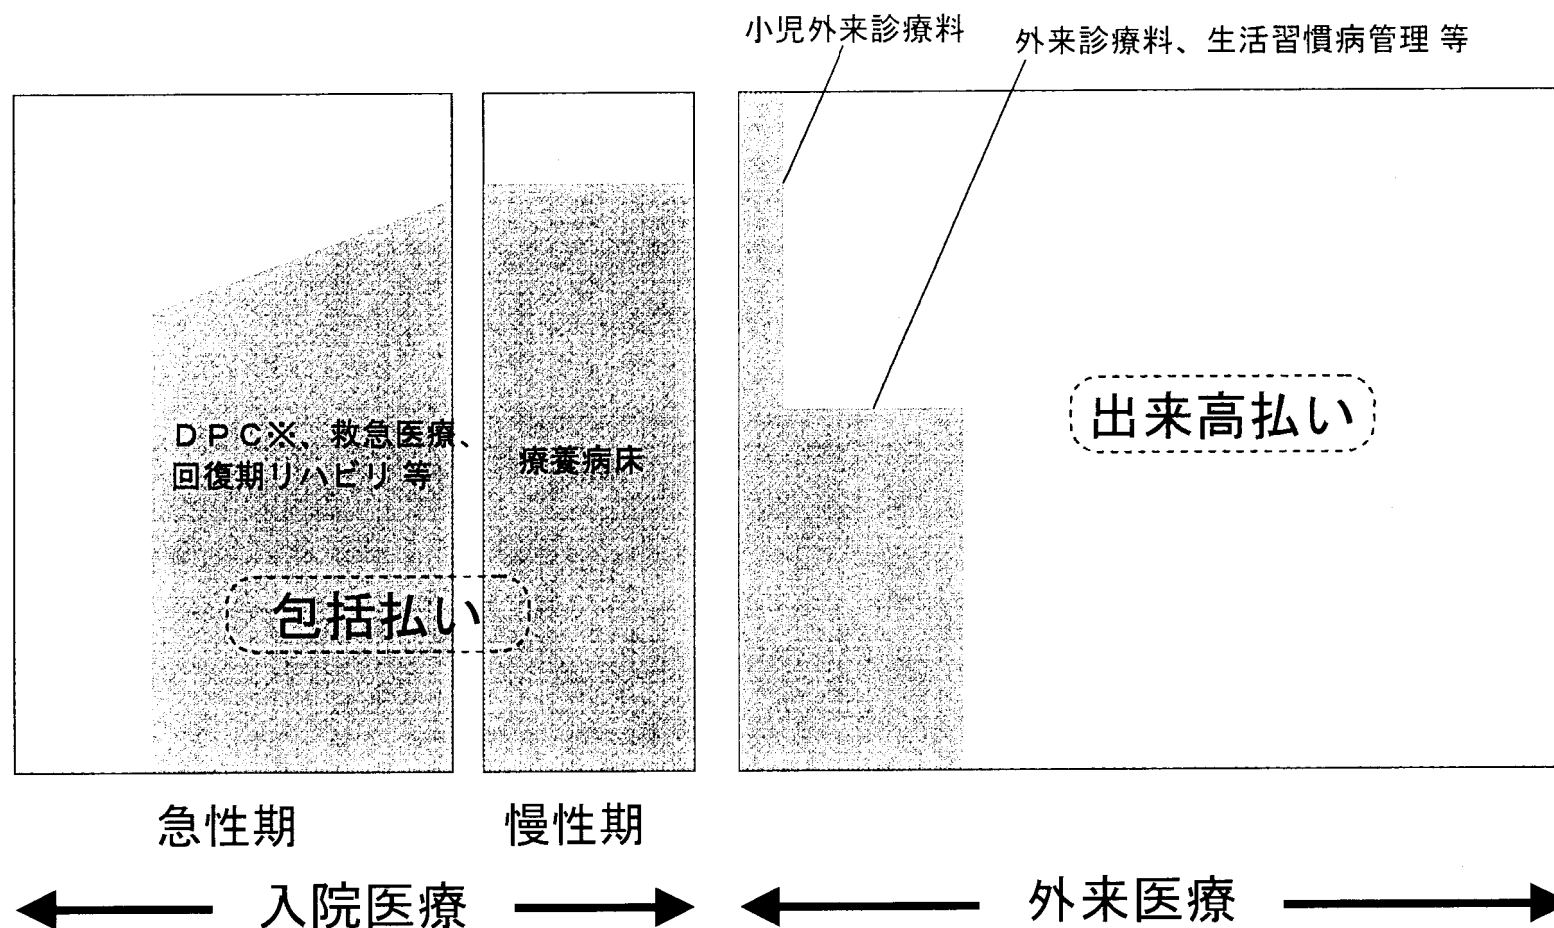 小児外来診療料
外来診療料、生活習慣病管理 等
ＤＰＣ※、救急医療、
回復期リハビリ 等
療養病床
出来高払い
包括払い
急性期
慢性期
入院医療
外来医療